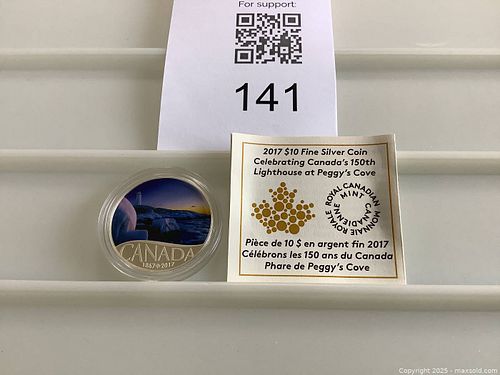 For support:
141
2017 $10 Fine Silver Coin
Celebrating Canada's 150th
Lighthouse at Peggy's Cove
ROYAL CANADIAN MINT
MONNAIE ROYALE CANADIENNE
Pièce de 10 $ en argent fin 2017
Célébrons les 150 ans du Canada
Phare de Peggy's Cove
CANADA
1867 2017
Copyright 2025 - maxsold.com